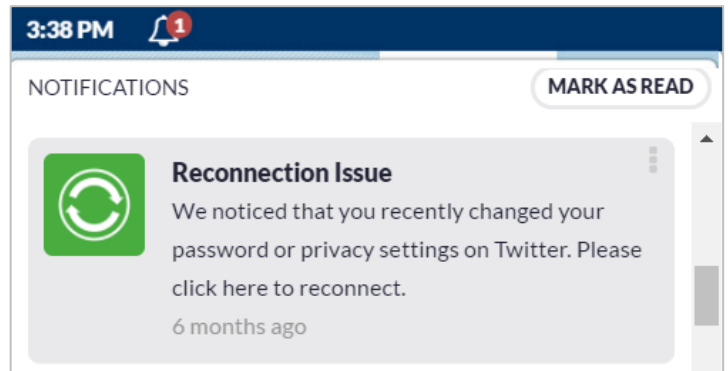 3:38 PM 1
NOTIFICATIONS MARK AS READ
Reconnection Issue
We noticed that you recently changed your
password or privacy settings on Twitter. Please
click here to reconnect.
6 months ago